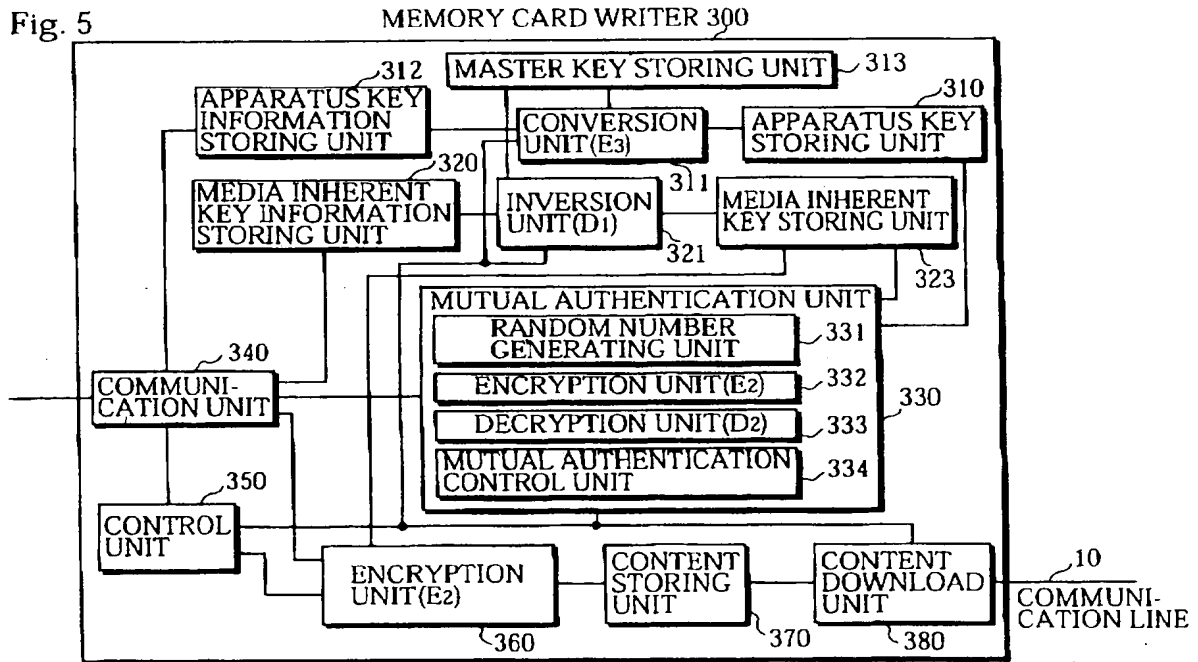 Fig. 5
MEMORY CARD WRITER 300
MASTER KEY STORING UNIT
313
312
APPARATUS KEY
INFORMATION
STORING UNIT
CONVERSION
UNIT(E3)
311
310
APPARATUS KEY
STORING UNIT
320
MEDIA INHERENT
KEY INFORMATION
STORING UNIT
INVERSION
UNIT(D1)
321
MEDIA INHERENT
KEY STORING UNIT
323
MUTUAL AUTHENTICATION UNIT
RANDOM NUMBER
GENERATING UNIT
331
ENCRYPTION UNIT(E2)
332
DECRYPTION UNIT(D2)
333
MUTUAL AUTHENTICATION
CONTROL UNIT
334
330
340
COMMUNI-
CATION UNIT
350
CONTROL
UNIT
ENCRYPTION
UNIT(E2)
360
CONTENT
STORING
UNIT
370
CONTENT
DOWNLOAD
UNIT
380
10
COMMUNI-
CATION LINE